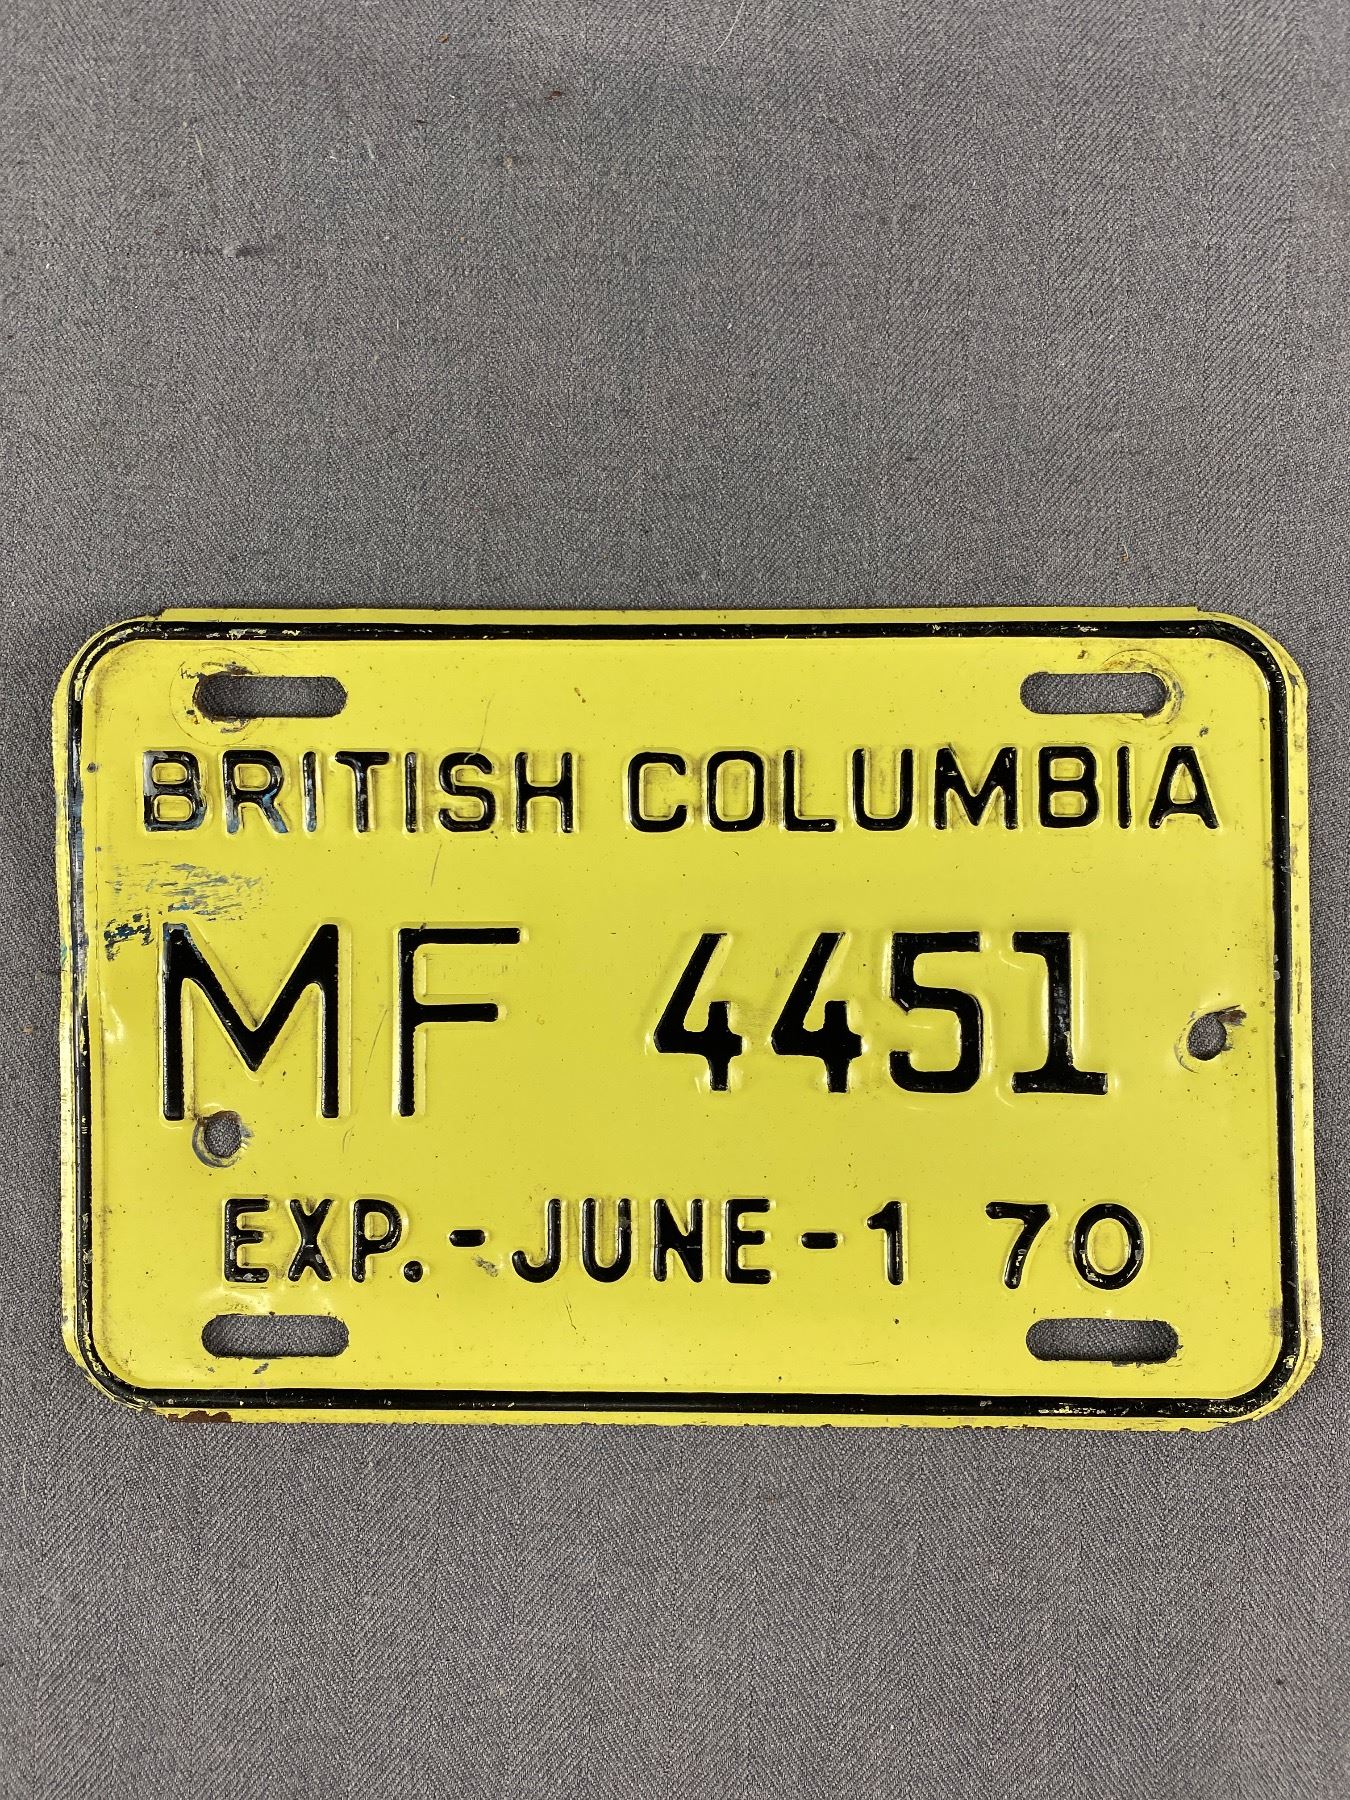 BRITISH COLUMBIA
MF 4451
EXP.-JUNE-1 70